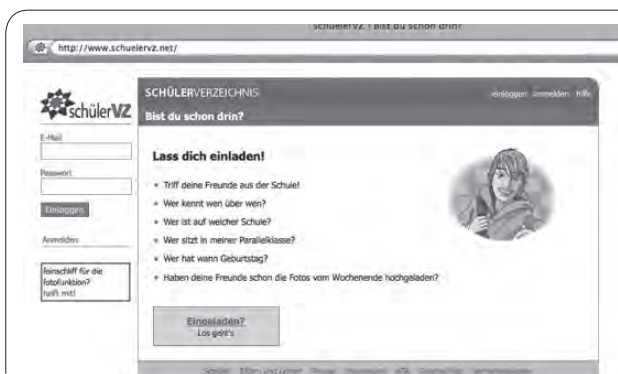 schuelerVZ | Bist du schon drin?
http://www.schuelervz.net/
SCHÜLERVERZEICHNIS
einloggen anmelden hilfe
Bist du schon drin?
schülerVZ
E-Mail
Passwort
Einloggen
Anmelden
feinschliff für die
fotofunktion?
helft mit!
Lass dich einladen!
Triff deine Freunde aus der Schule!
Wer kennt wen über wen?
Wer ist auf welcher Schule?
Wer sitzt in meiner Parallelklasse?
Wer hat wann Geburtstag?
Haben deine Freunde schon die Fotos vom Wochenende hochgeladen?
Eingeladen?
Los geht's
Eltern und Lehrer